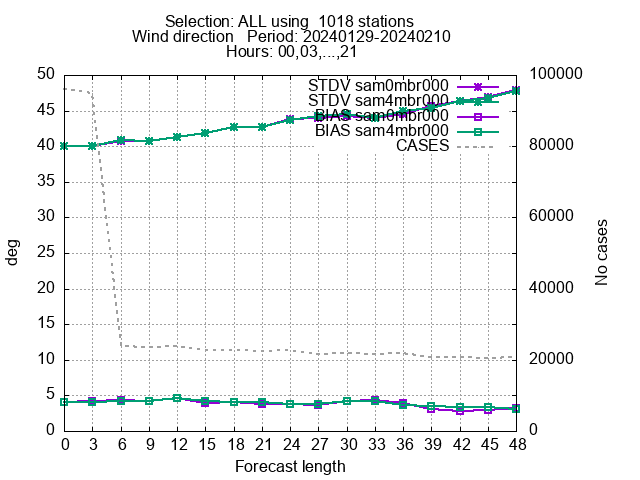 Selection: ALL using  1018 stations
Wind direction   Period: 20240129-20240210
Hours: 00,03,...,21
50
45
40
35
30
25
20
15
10
5
0
deg
STDV sam0mbr000
STDV sam4mbr000
BIAS sam0mbr000
BIAS sam4mbr000
CASES
100000
80000
60000
40000
20000
0
No cases
0 3 6 9 12 15 18 21 24 27 30 33 36 39 42 45 48
Forecast length